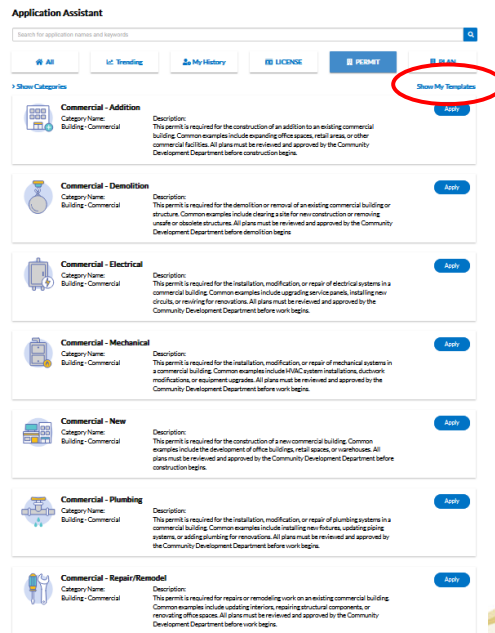 Application Assistant
Search for application names and keywords
All Trending My History LICENSE PERMIT PLAN
> Show Categories Show My Templates
Commercial - Addition Apply
Category Name: Description:
Building - Commercial This permit is required for the construction of an addition to an existing commercial
building. Common examples include expanding office spaces, retail areas, or other
commercial facilities. All plans must be reviewed and approved by the Community
Development Department before construction begins.
Commercial - Demolition Apply
Category Name: Description:
Building - Commercial This permit is required for the demolition or removal of an existing commercial building or
structure. Common examples include clearing a site for new construction or removing
unsafe or obsolete structures. All plans must be reviewed and approved by the Community
Development Department before demolition begins
Commercial - Electrical Apply
Category Name: Description:
Building - Commercial This permit is required for the installation, modification, or repair of electrical systems in a
commercial building. Common examples include upgrading service panels, installing new
circuits, or rewiring for renovations. All plans must be reviewed and approved by the
Community Development Department before work begins.
Commercial - Mechanical Apply
Category Name: Description:
Building - Commercial This permit is required for the installation, modification, or repair of mechanical systems in
a commercial building. Common examples include HVAC system installations, ductwork
modifications, or equipment upgrades. All plans must be reviewed and approved by the
Community Development Department before work begins.
Commercial - New Apply
Category Name: Description:
Building - Commercial This permit is required for the construction of a new commercial building. Common
examples include the development of office buildings, retail spaces, or warehouses. All
plans must be reviewed and approved by the Community Development Department before
construction begins.
Commercial - Plumbing Apply
Category Name: Description:
Building - Commercial This permit is required for the installation, modification, or repair of plumbing systems in a
commercial building. Common examples include installing new fixtures, updating piping
systems, or adding plumbing for renovations. All plans must be reviewed and approved by
the Community Development Department before work begins.
Commercial - Repair/Remodel Apply
Category Name: Description:
Building - Commercial This permit is required for repairs or remodeling work on an existing commercial building.
Common examples include updating interiors, repairing structural components, or
renovating office spaces. All plans must be reviewed and approved by the Community
Development Department before work begins.